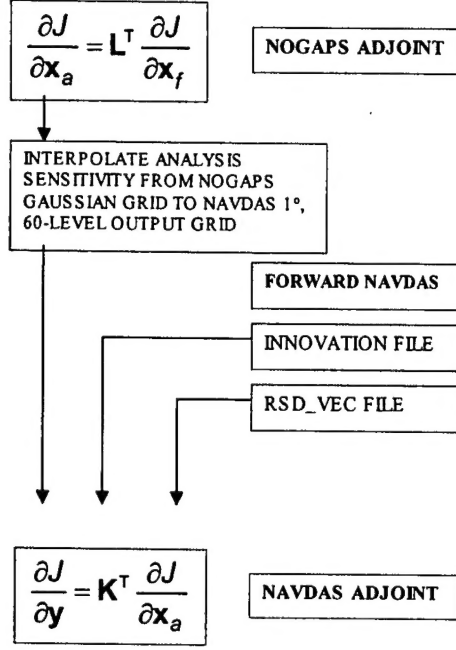 ∂J/∂x_a = L^T ∂J/∂x_f
NOGAPS ADJOINT
INTERPOLATE ANALYSIS
SENSITIVITY FROM NOGAPS
GAUSSIAN GRID TO NAVDAS 1°,
60-LEVEL OUTPUT GRID
FORWARD NAVDAS
INNOVATION FILE
RSD_VEC FILE
∂J/∂y = K^T ∂J/∂x_a
NAVDAS ADJOINT